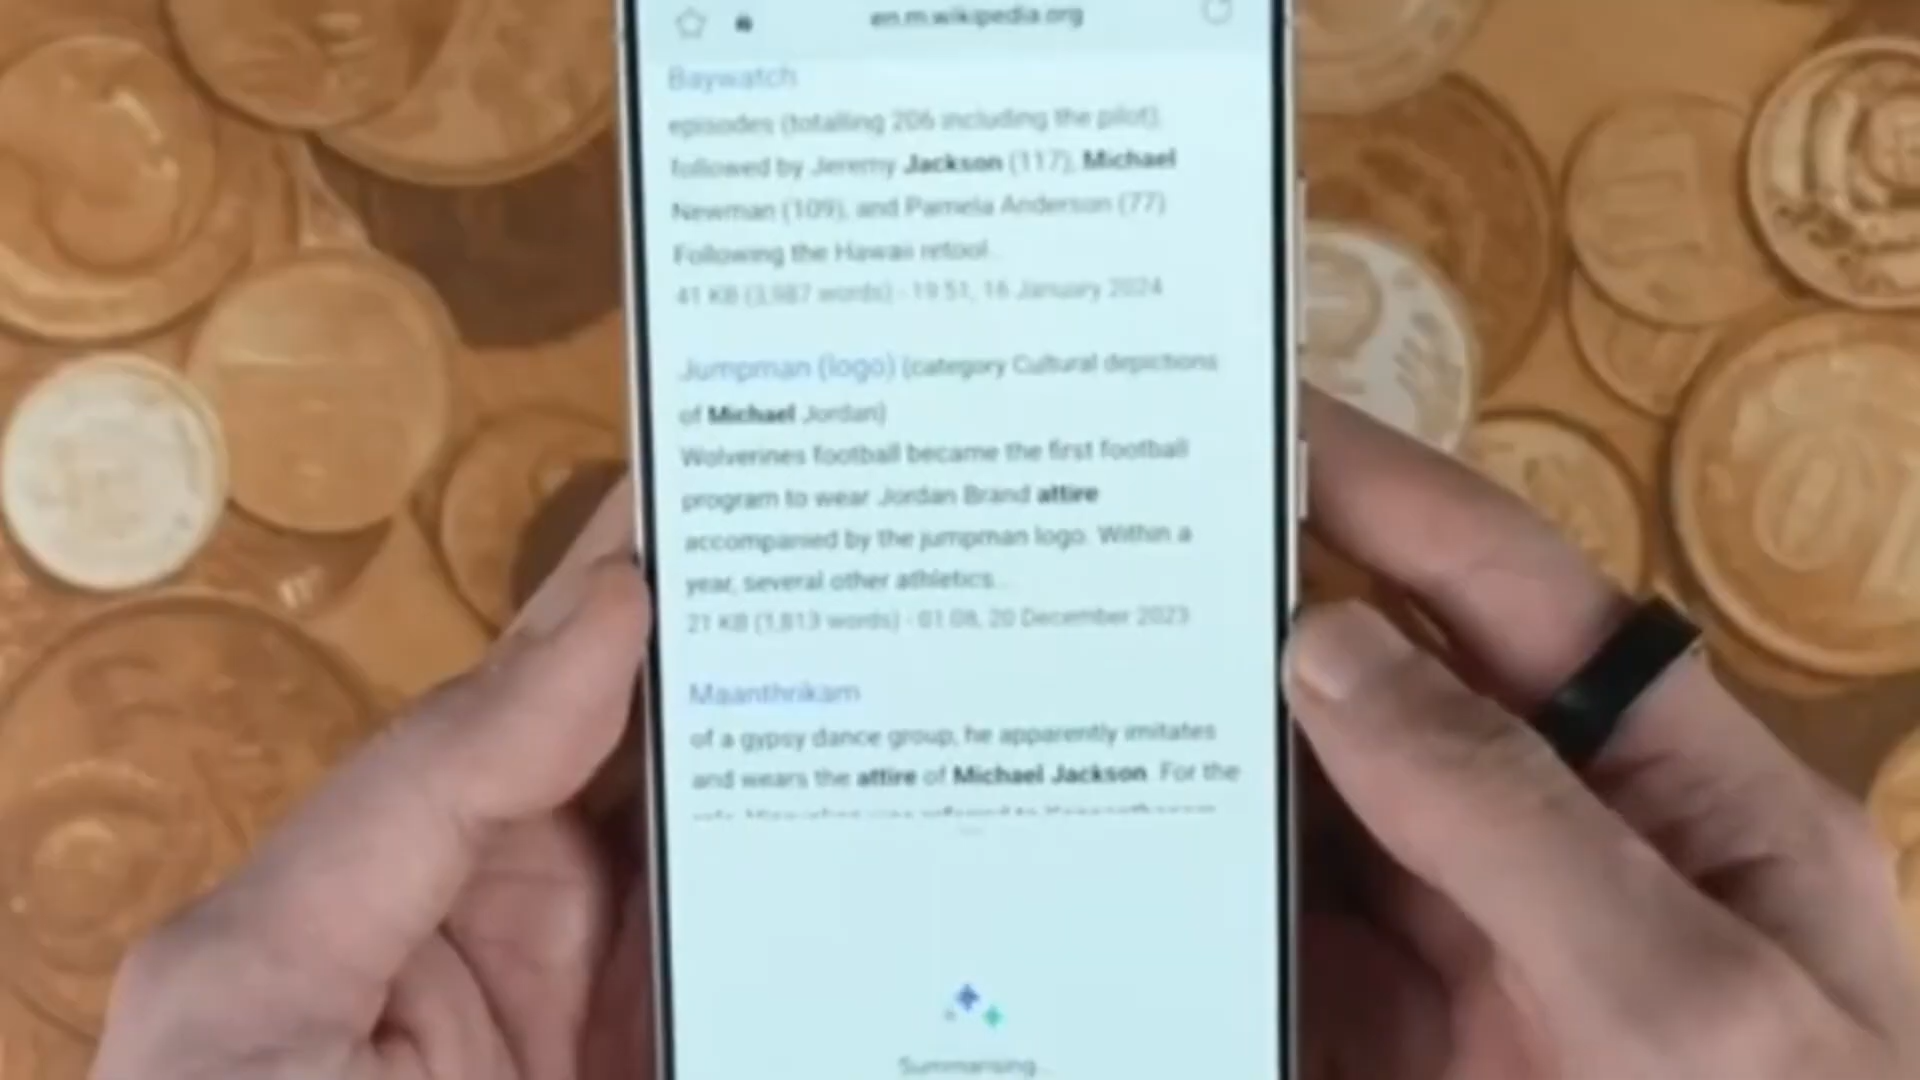 en.m.wikipedia.org
Baywatch
episodes (totalling 206 including the pilot),
followed by Jeremy Jackson (117), Michael
Newman (109), and Pamela Anderson (77)
Following the Hawaii retool...
41 KB (3,987 words) - 19:51, 16 January 2024
Jumpman (logo) (category Cultural depictions
of Michael Jordan)
Wolverines football became the first football
program to wear Jordan Brand attire
accompanied by the jumpman logo. Within a
year, several other athletics...
21 KB (1,813 words) - 01:08, 20 December 2023
Maanthrikam
of a gypsy dance group, he apparently imitates
and wears the attire of Michael Jackson. For the
referred to
Summarising...